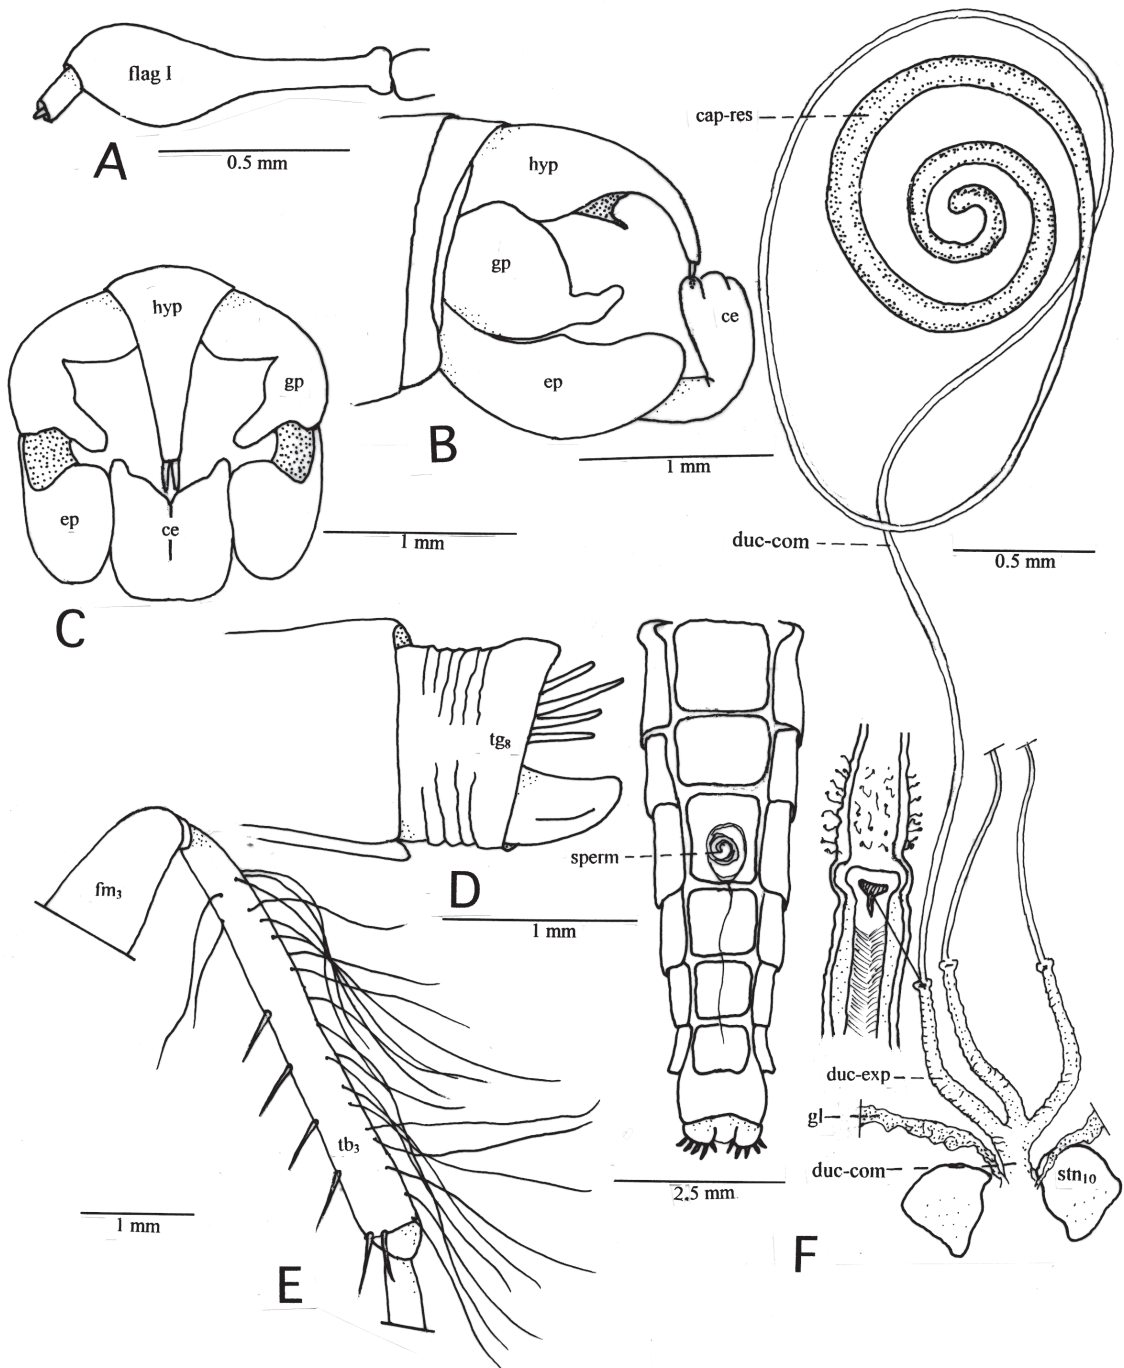 flag I
A
0.5 mm
hyp
gp
ce
ep
B
1 mm
hyp
gp
ep
ce
1 mm
C
cap-res
duc-com
0.5 mm
tg8
D
1 mm
sperm
2.5 mm
fm3
tb3
1 mm
E
duc-exp
gl
duc-com
stn10
F